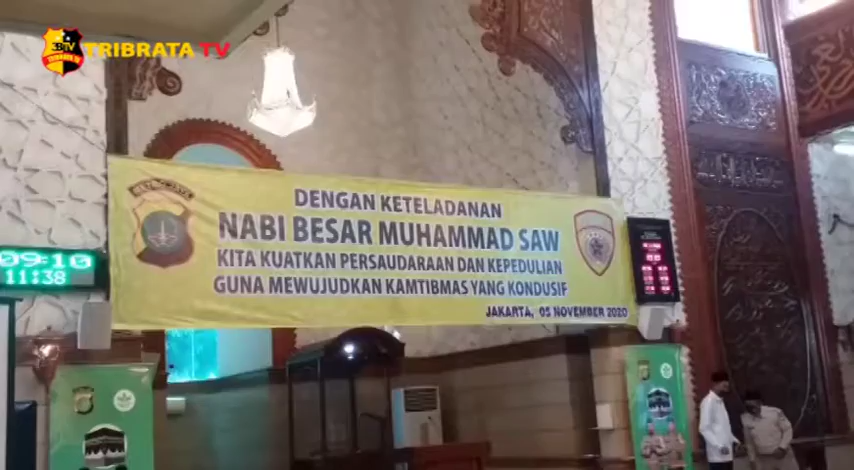 TRIBRATA TV
DENGAN KETELADANAN
NABI BESAR MUHAMMAD SAW
KITA KUATKAN PERSAUDARAAN DAN KEPEDULIAN
GUNA MEWUJUDKAN KAMTIBMAS YANG KONDUSIF
JAKARTA, 05 NOVEMBER 2020
09:10
11:38